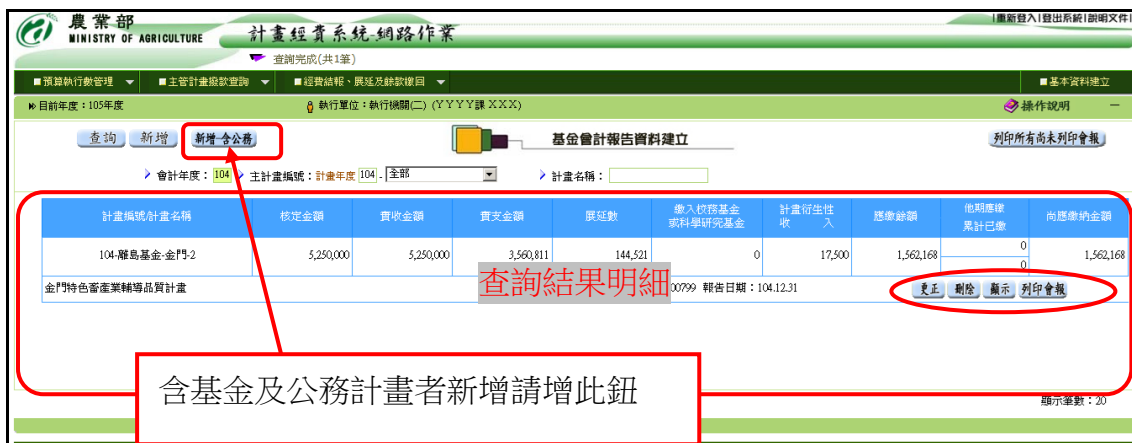 |重新登入|登出系統|說明文件|
農業部
MINISTRY OF AGRICULTURE
計畫經費系統-網路作業
查詢完成(共1筆)
■預算執行數管理 ■主管計畫撥款查詢 ■經費結報、展延及餘款繳回 ■基本資料建立
目前年度：105年度 執行單位：執行機關(二) (YYYY課XXX) 操作說明
查詢 新增 新增-含公務 基金會計報告資料建立 列印所有尚未列印會報
會計年度： 104 主計畫編號：計畫年度 104 - 全部 計畫名稱：
計畫編號/計畫名稱 核定金額 實收金額 實支金額 展延數 繳入校務基金或科學研究基金 計畫衍生性收入 應繳餘額 他期應繳累計已繳 尚應繳納金額
104-離島基金-金門-2 5,250,000 5,250,000 3,560,811 144,521 0 17,500 1,562,168 0 0 1,562,168
金門特色畜產業輔導品質計畫 00799 報告日期：104.12.31 更正 刪除 顯示 列印會報
查詢結果明細
含基金及公務計畫者新增請增此鈕
顯示筆數：20